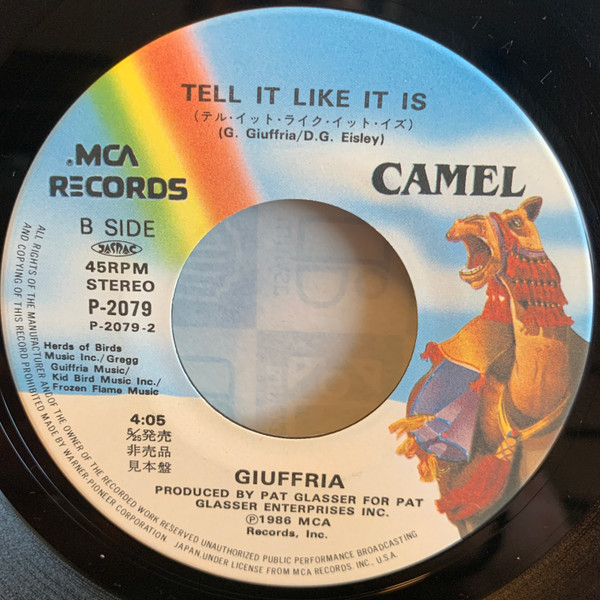 TELL IT LIKE IT IS
(テル・イット・ライク・イット・イズ)
(G. Giuffria/D.G. Eisley)
MCA
RECORDS
CAMEL
B SIDE
JASRAC
45RPM
STEREO
P-2079
P-2079-2
Herds of Birds
Music Inc./Gregg
Guiffria Music/
Kid Bird Music Inc./
Frozen Flame Music
4:05
5/25発売
非売品
見本盤
GIUFFRIA
PRODUCED BY PAT GLASSER FOR PAT
GLASSER ENTERPRISES INC.
Ⓟ1986 MCA
Records, Inc.
ALL RIGHTS OF THE MANUFACTURER AND OF THE OWNER OF THE RECORDED WORK RESERVED UNAUTHORIZED PUBLIC PERFORMANCE BROADCASTING
AND COPYING OF THIS RECORD PROHIBITED MADE BY WARNER-PIONEER CORPORATION JAPAN. UNDER LICENSE FROM MCA RECORDS, INC., U.S.A.